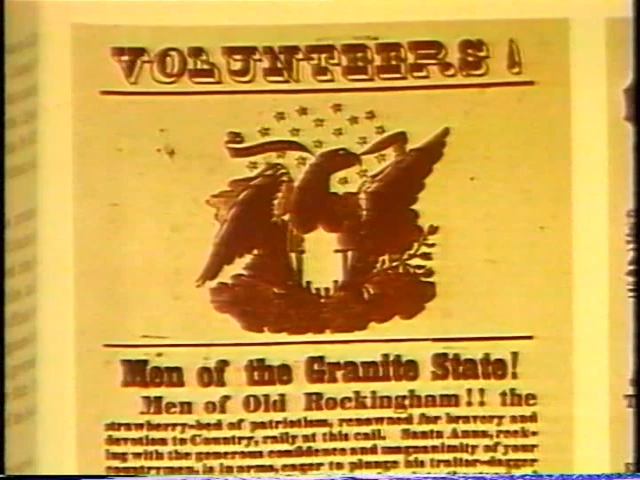 VOLUNTEERS!
Men of the Granite State!
Men of Old Rockingham!! the
strawberry-bed of patriotism, renowned for bravery and
devotion to Country, rally at this call. Santa Anna, reek-
ing with the generous confidence and magnanimity of your
countrymen, is in arms, eager to plunge his traitor-dagger